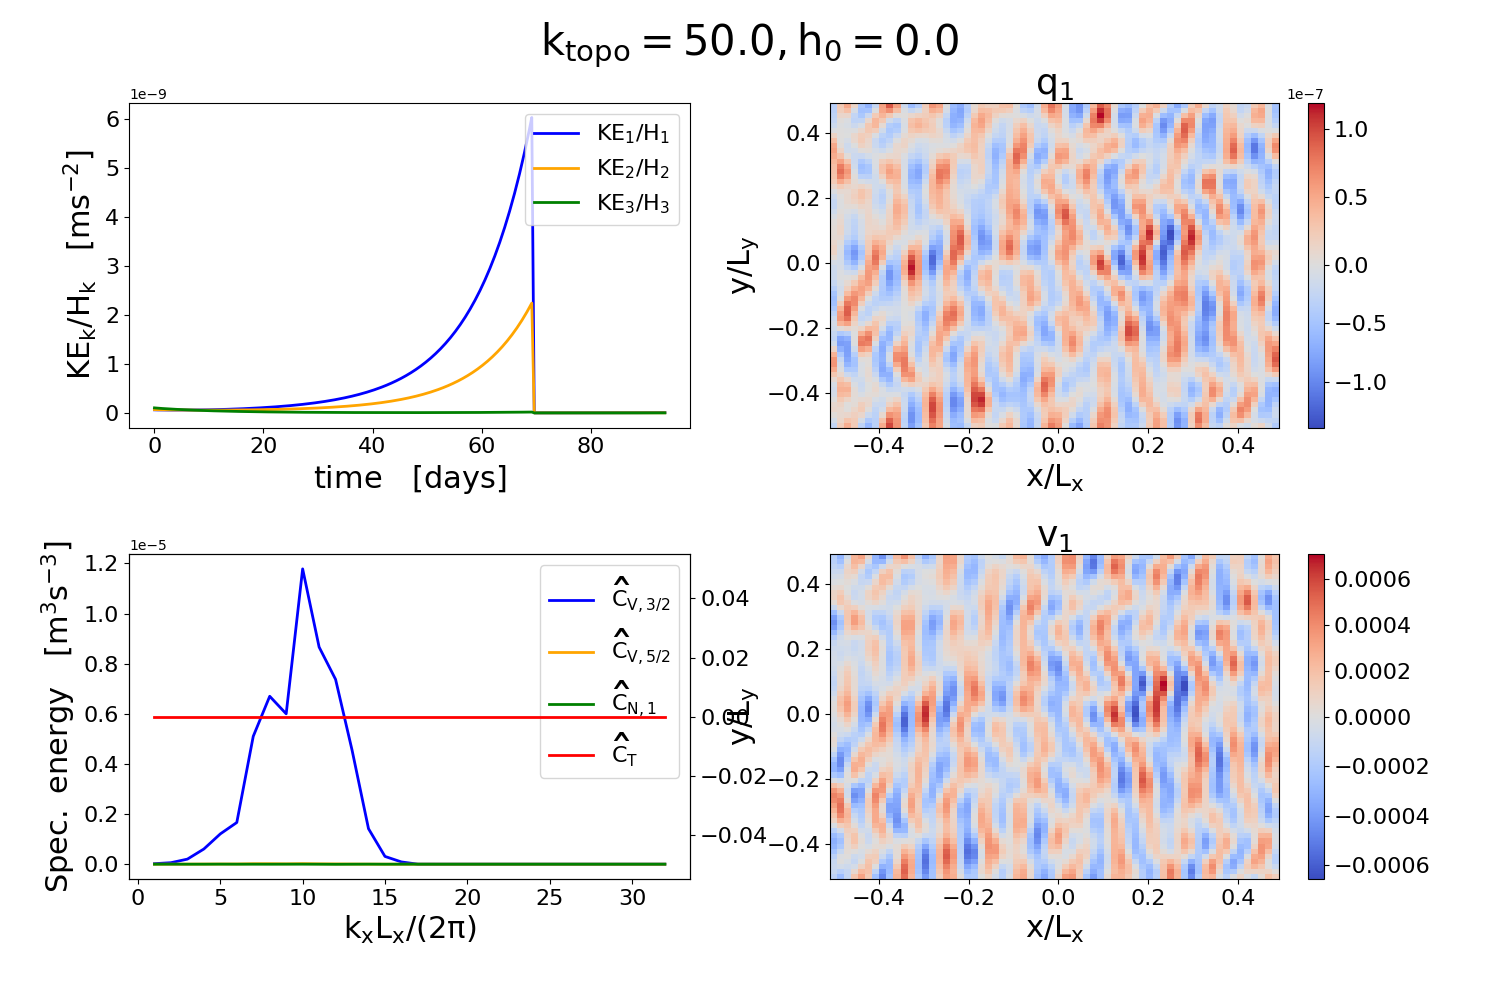 k_topo = 50.0, h_0 = 0.0
1e−9
KE_k/H_k [ms^−2]
6
5
4
3
2
1
0
0 20 40 60 80
time [days]
KE_1/H_1
KE_2/H_2
KE_3/H_3
q_1
y/L_y
0.4
0.2
0.0
−0.2
−0.4
−0.4 −0.2 0.0 0.2 0.4
x/L_x
1e−7
1.0
0.5
0.0
−0.5
−1.0
1e−5
Spec. energy [m^3s^−3]
1.2
1.0
0.8
0.6
0.4
0.2
0.0
0 5 10 15 20 25 30
k_xL_x/(2π)
Ĉ_V, 3/2
Ĉ_V, 5/2
Ĉ_N, 1
Ĉ_T
0.04
0.02
0.00
−0.02
−0.04
v_1
y/L_y
0.4
0.2
0.0
−0.2
−0.4
−0.4 −0.2 0.0 0.2 0.4
x/L_x
0.0006
0.0004
0.0002
0.0000
−0.0002
−0.0004
−0.0006